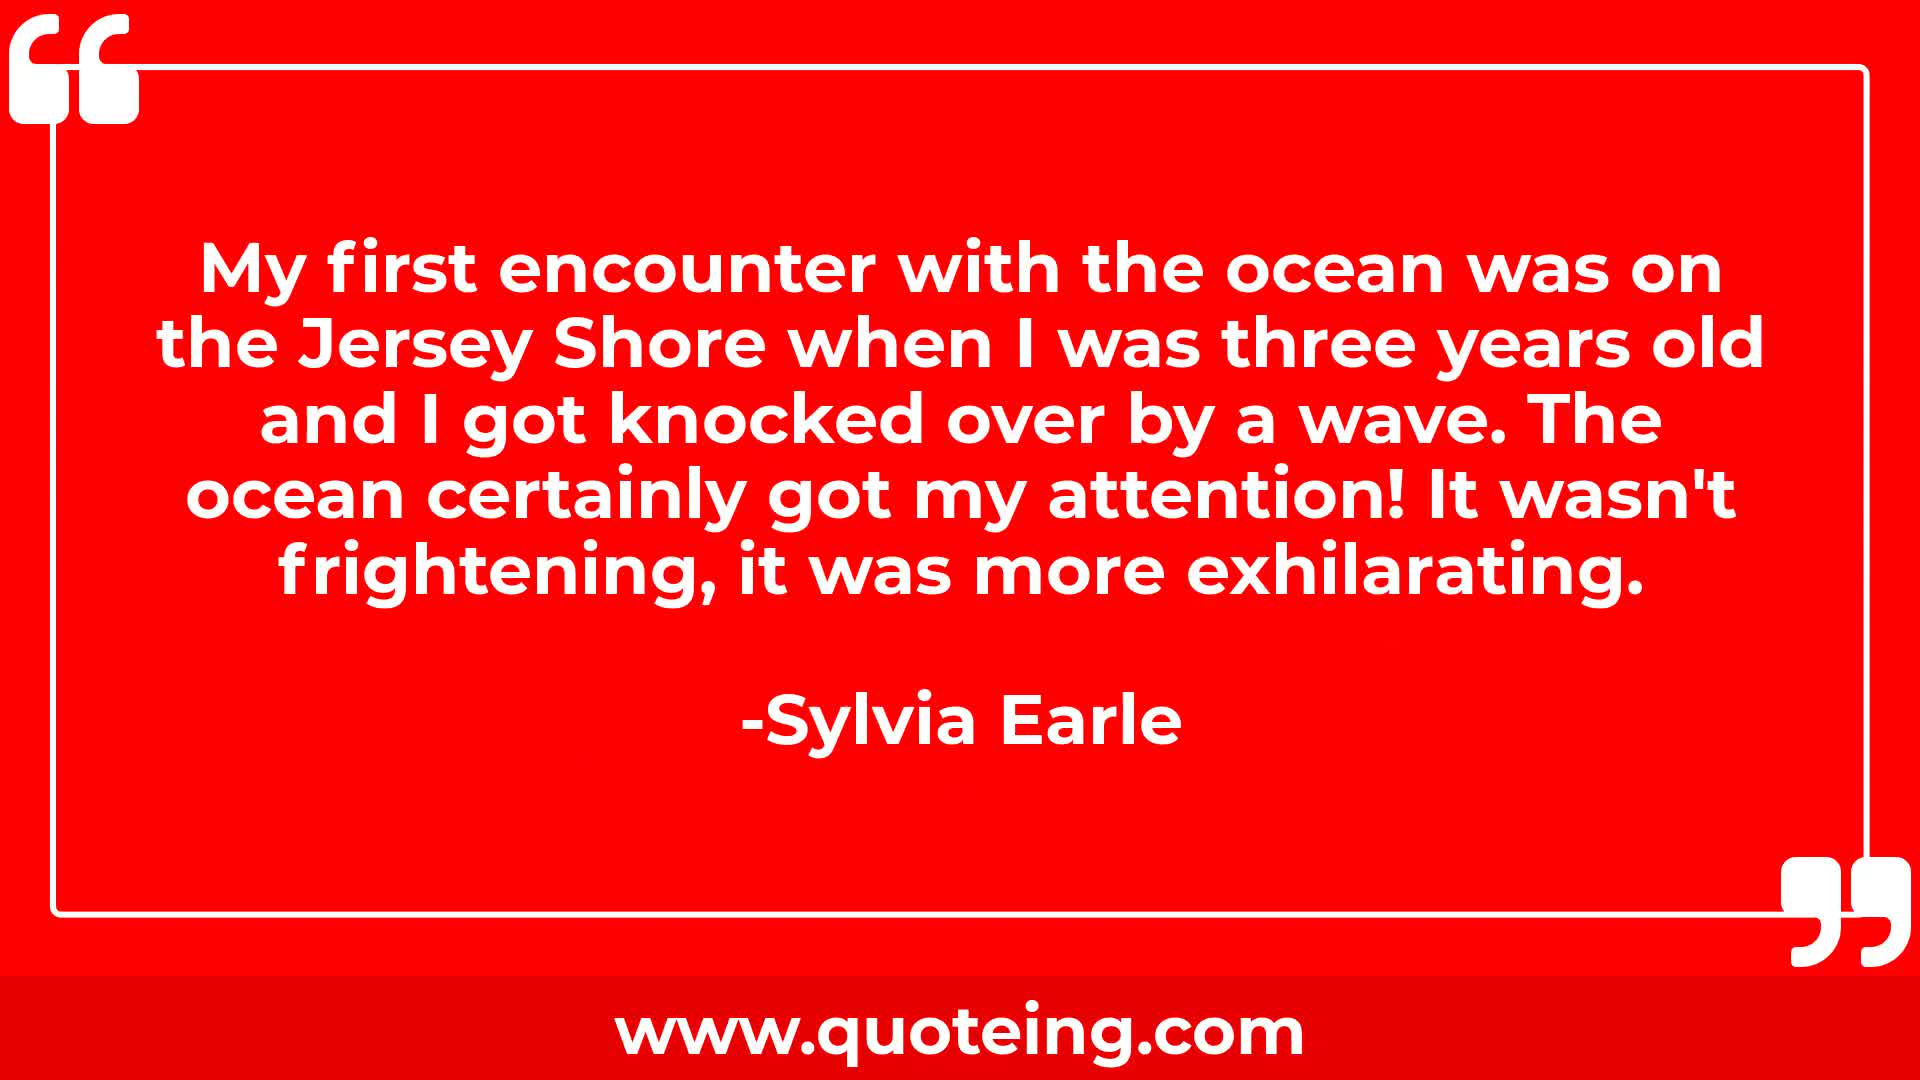 My first encounter with the ocean was on
the Jersey Shore when I was three years old
and I got knocked over by a wave. The
ocean certainly got my attention! It wasn't
frightening, it was more exhilarating.
-Sylvia Earle
www.quoteing.com